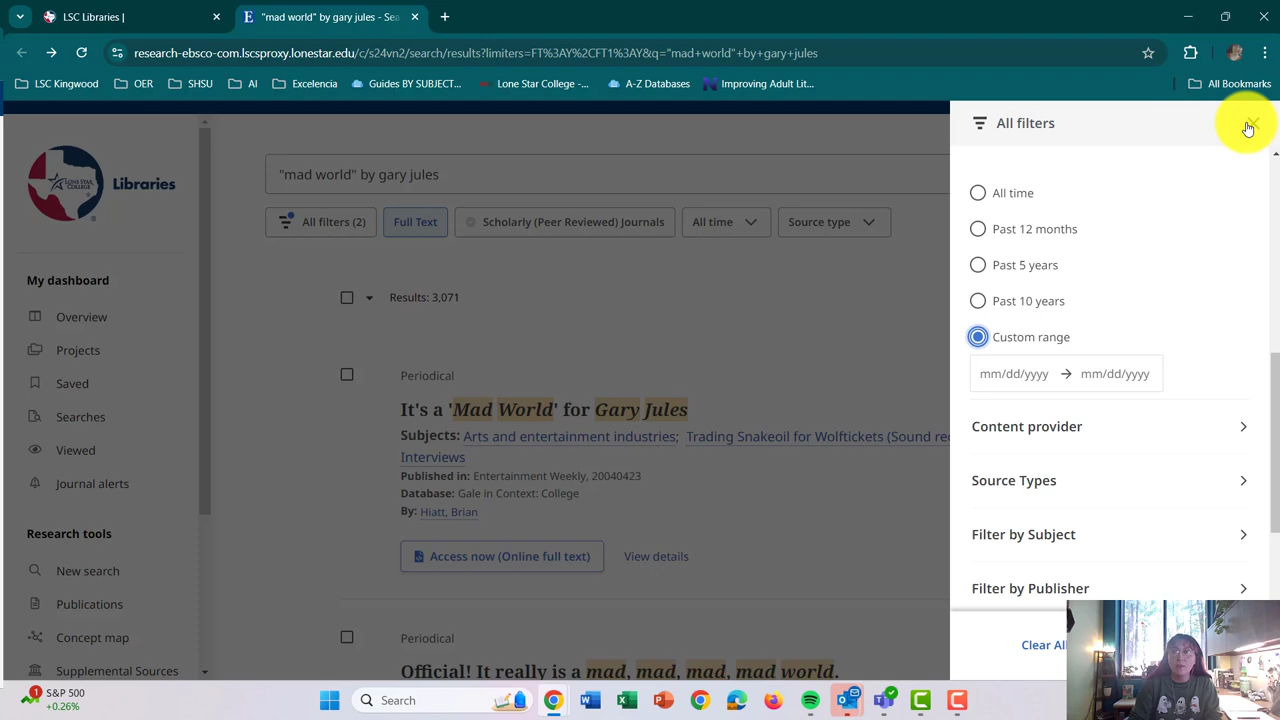 LSC Libraries |
"mad world" by gary jules - Sea
research-ebsco-com.lscsproxy.lonestar.edu/c/s24vn2/search/results?limiters=FT%3AY%2CFT1%3AY&q="mad+world"+by+gary+jules
LSC Kingwood
OER
SHSU
AI
Excelencia
Guides BY SUBJECT...
Lone Star College -...
A-Z Databases
Improving Adult Lit...
All Bookmarks
LONE STAR COLLEGE
Libraries
My dashboard
Overview
Projects
Saved
Searches
Viewed
Journal alerts
Research tools
New search
Publications
Concept map
Supplemental Sources
"mad world" by gary jules
All filters (2)
Full Text
Scholarly (Peer Reviewed) Journals
All time
Source type
Results: 3,071
Periodical
It's a 'Mad World' for Gary Jules
Subjects: Arts and entertainment industries; Trading Snakeoil for Wolftickets (Sound rec
Interviews
Published in: Entertainment Weekly, 20040423
Database: Gale in Context: College
By: Hiatt, Brian
Access now (Online full text)
View details
Periodical
Official! It really is a mad, mad, mad, mad world.
All filters
All time
Past 12 months
Past 5 years
Past 10 years
Custom range
mm/dd/yyyy → mm/dd/yyyy
Content provider
Source Types
Filter by Subject
Filter by Publisher
Clear All
1
S&P 500
+0.26%
Search